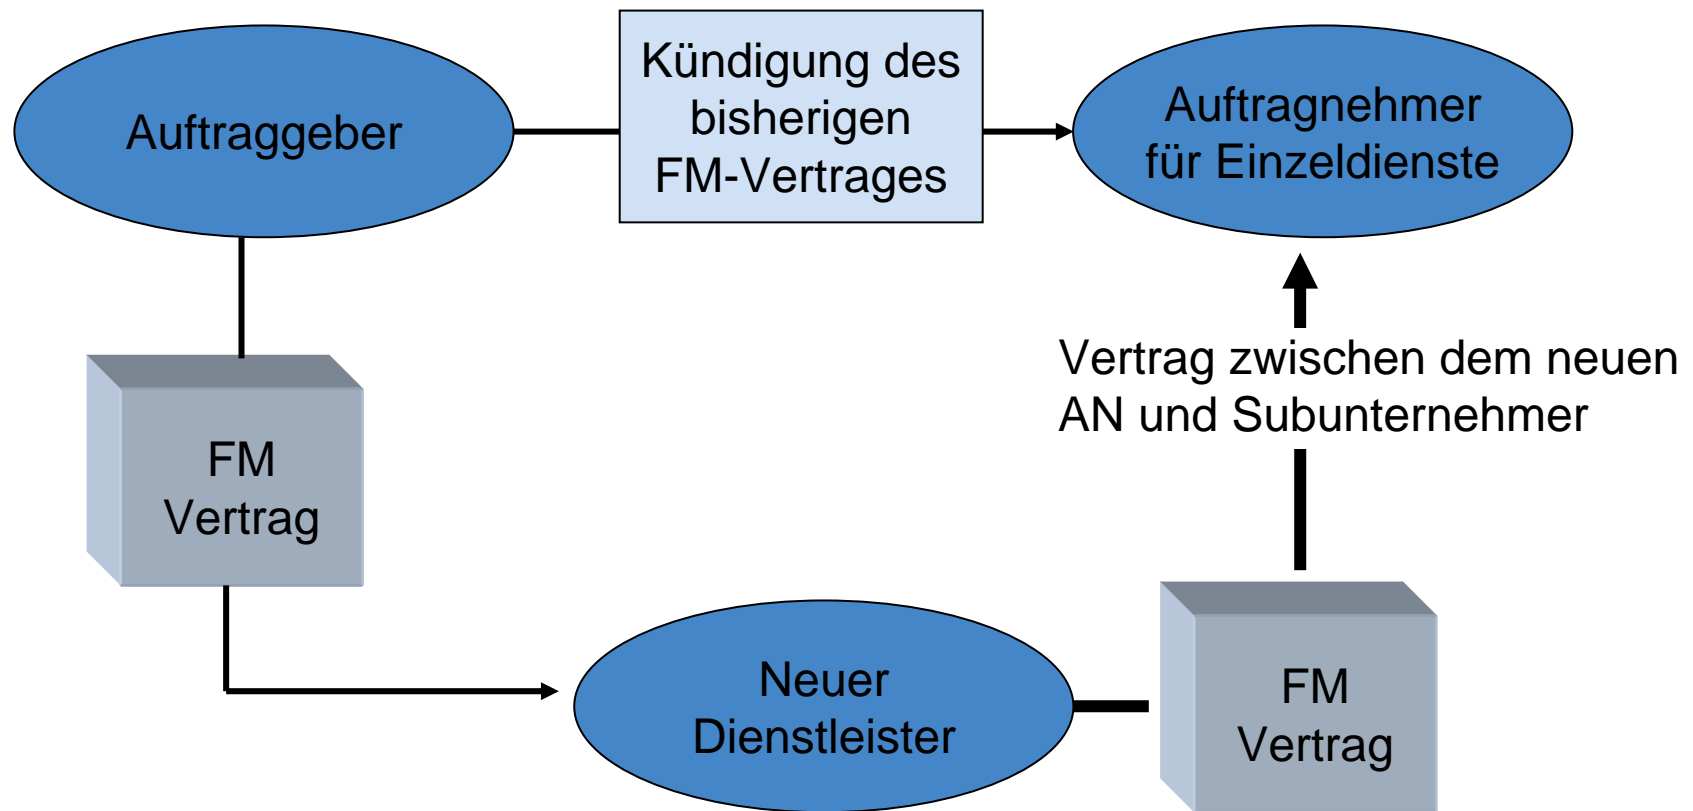 Auftraggeber
Kündigung des
bisherigen
FM-Vertrages
Auftragnehmer
für Einzeldienste
Vertrag zwischen dem neuen
AN und Subunternehmer
FM
Vertrag
Neuer
Dienstleister
FM
Vertrag